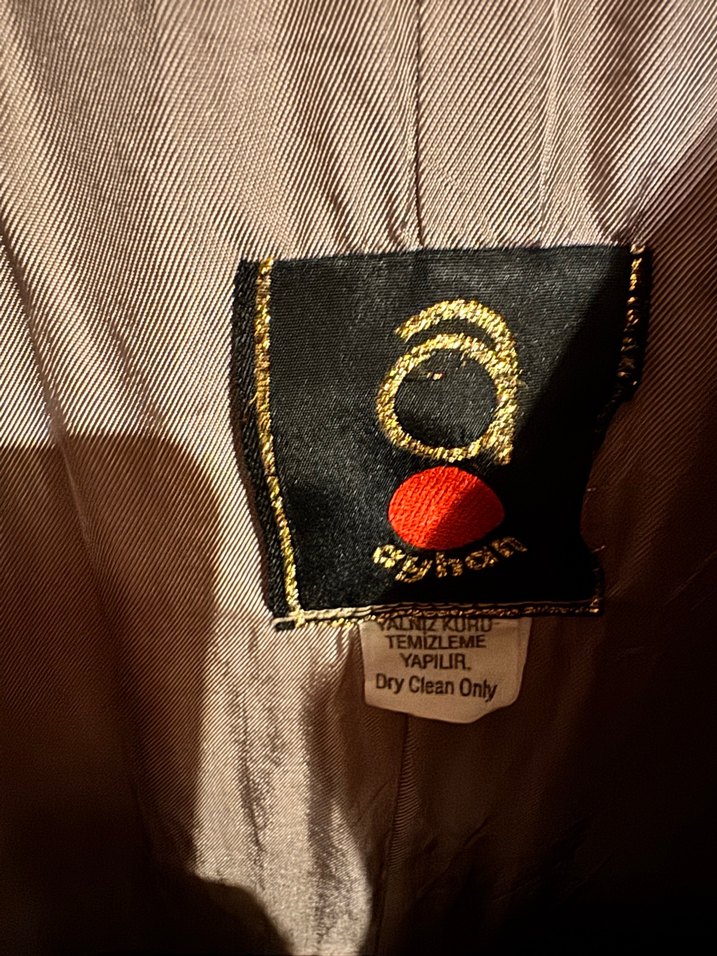 a
ayhan
YALNIZ KURU
TEMİZLEME
YAPILIR.
Dry Clean Only